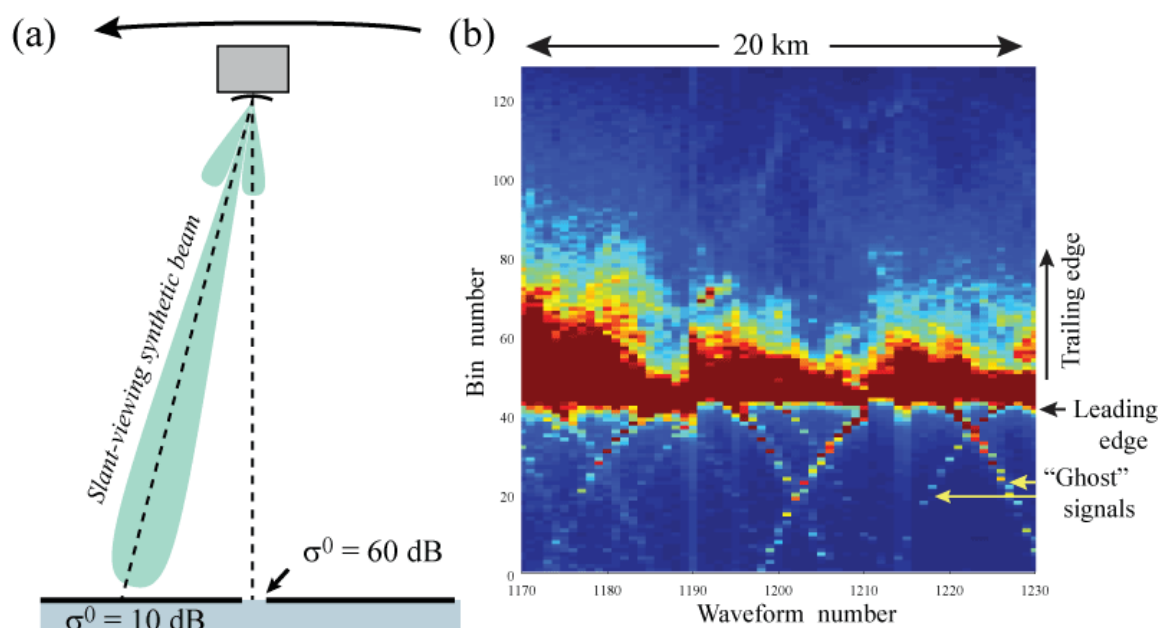 (a)
Slant-viewing synthetic beam
σ⁰ = 60 dB
σ⁰ = 10 dB
(b)
20 km
Bin number
120
100
80
60
40
20
0
1170
1180
1190
1200
1210
1220
1230
Waveform number
Trailing edge
Leading
edge
“Ghost”
signals